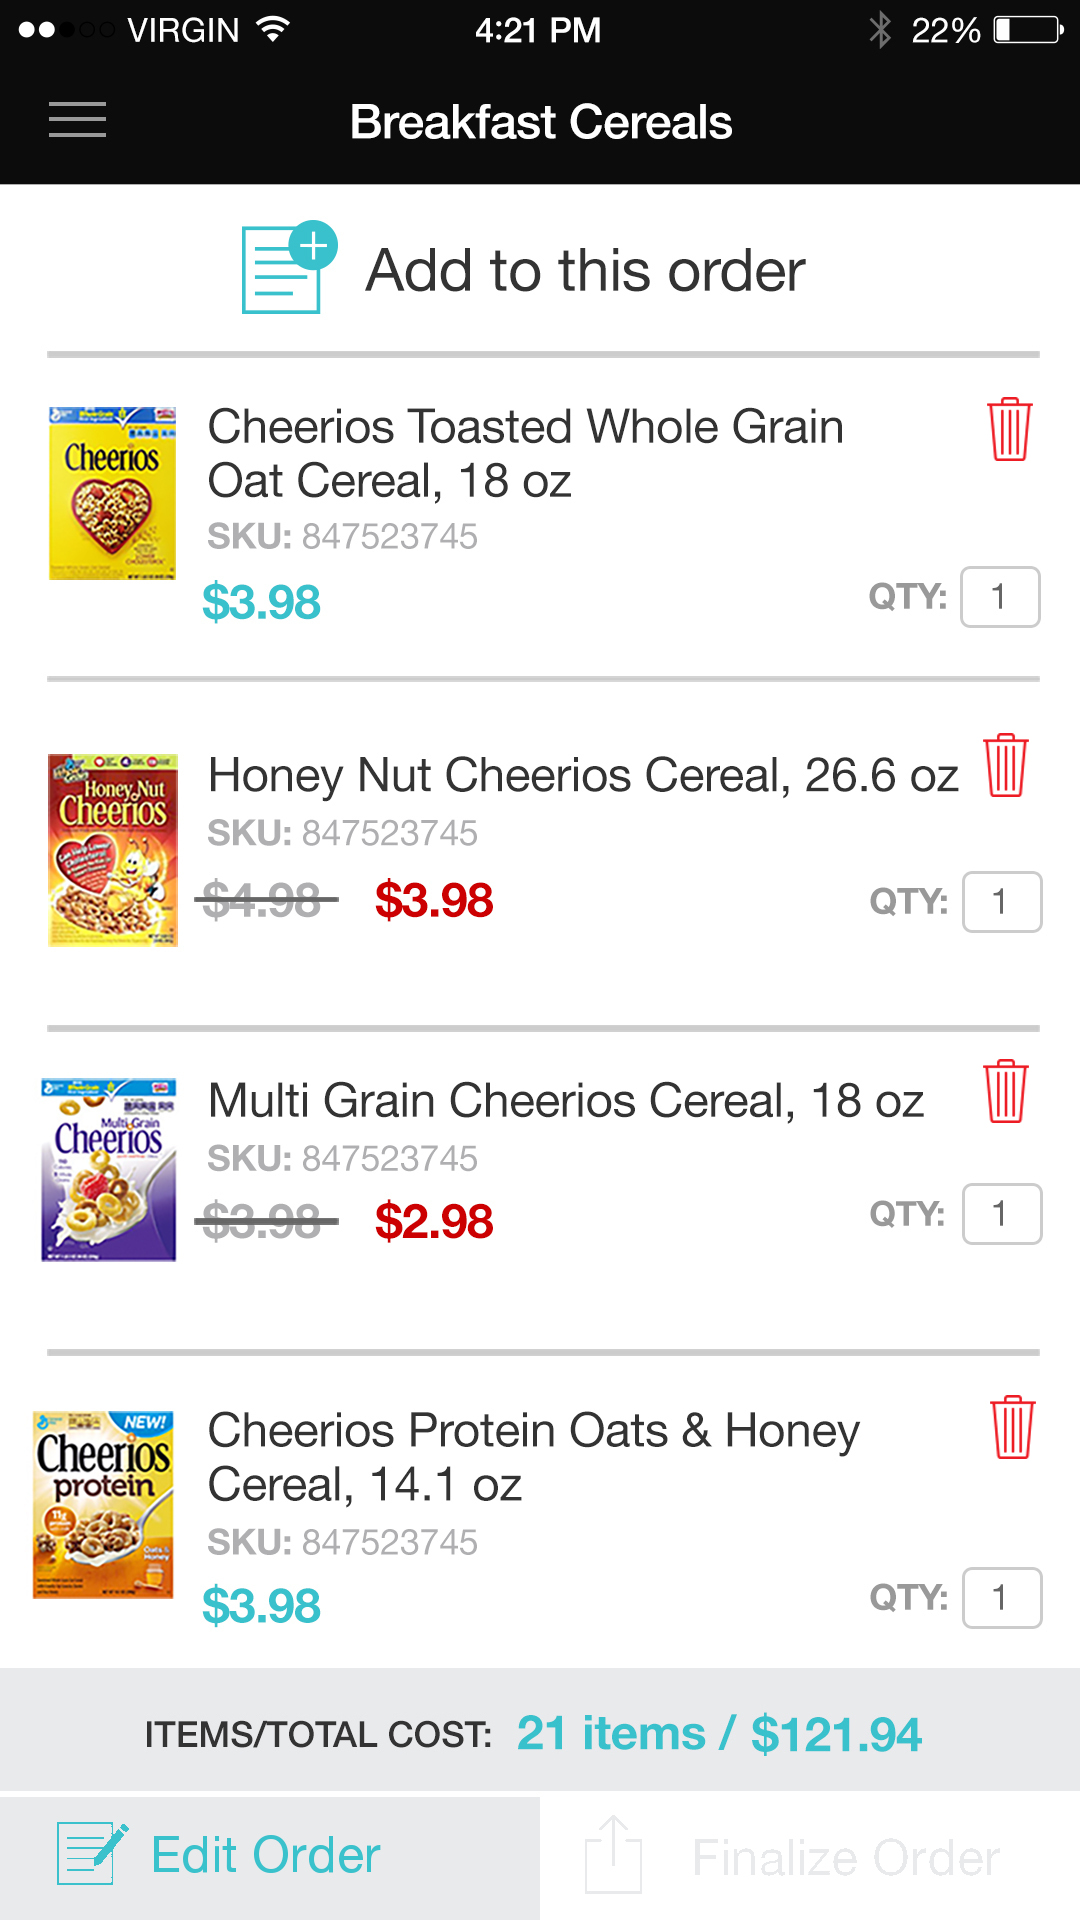 VIRGIN 4:21 PM 22%
Breakfast Cereals
Add to this order
Cheerios
Cheerios Toasted Whole Grain
Oat Cereal, 18 oz
SKU: 847523745
$3.98 QTY: 1
Honey Nut
Cheerios
Honey Nut Cheerios Cereal, 26.6 oz
SKU: 847523745
$4.98 $3.98 QTY: 1
Multi Grain
Cheerios
Multi Grain Cheerios Cereal, 18 oz
SKU: 847523745
$3.98 $2.98 QTY: 1
NEW!
Cheerios
protein
11g
Oats &
Honey
Cheerios Protein Oats & Honey
Cereal, 14.1 oz
SKU: 847523745
$3.98 QTY: 1
ITEMS/TOTAL COST: 21 items / $121.94
Edit Order Finalize Order